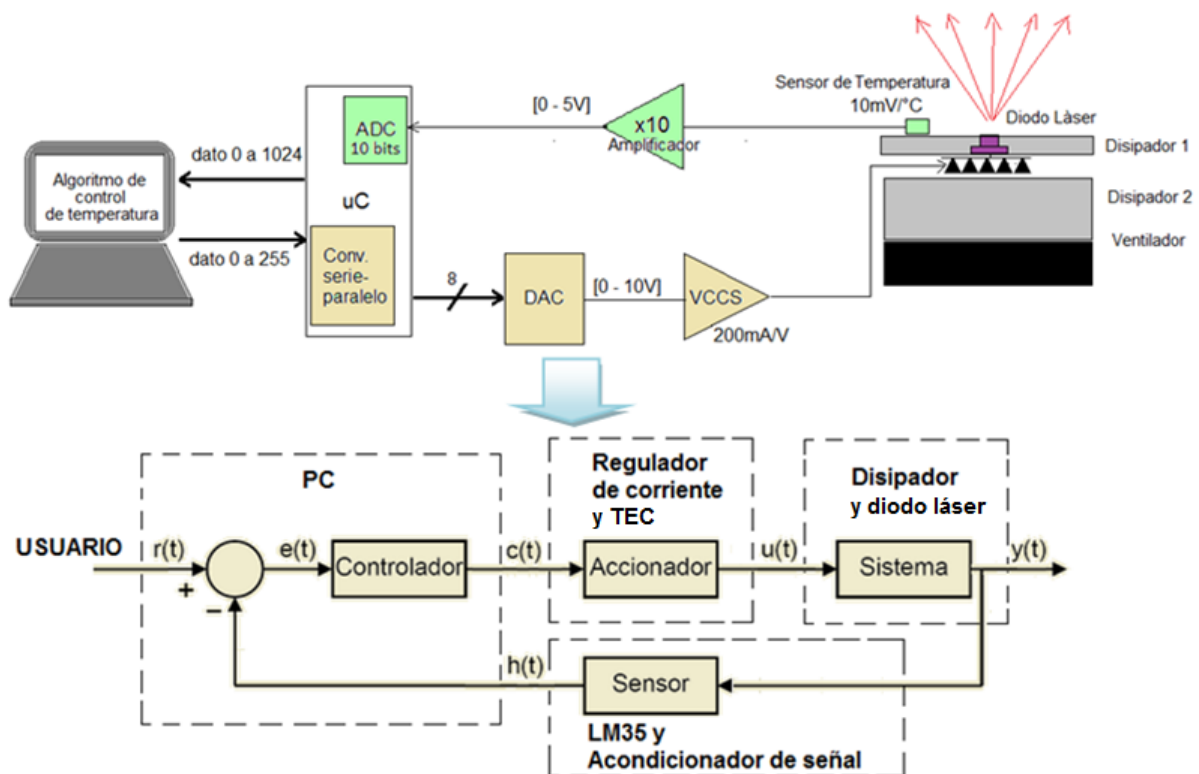 Sensor de Temperatura
10mV/°C
Diodo Làser
[0 - 5V]
x10
Amplificador
ADC
10 bits
Disipador 1
dato 0 a 1024
Algoritmo de
control
de temperatura
uC
Disipador 2
dato 0 a 255
Conv.
serie-
paralelo
8
DAC
[0 - 10V]
VCCS
200mA/V
Ventilador
PC
Regulador
de corriente
y TEC
Disipador
y diodo láser
USUARIO
r(t)
e(t)
Controlador
c(t)
Accionador
u(t)
Sistema
y(t)
+
−
h(t)
Sensor
LM35 y
Acondicionador de señal